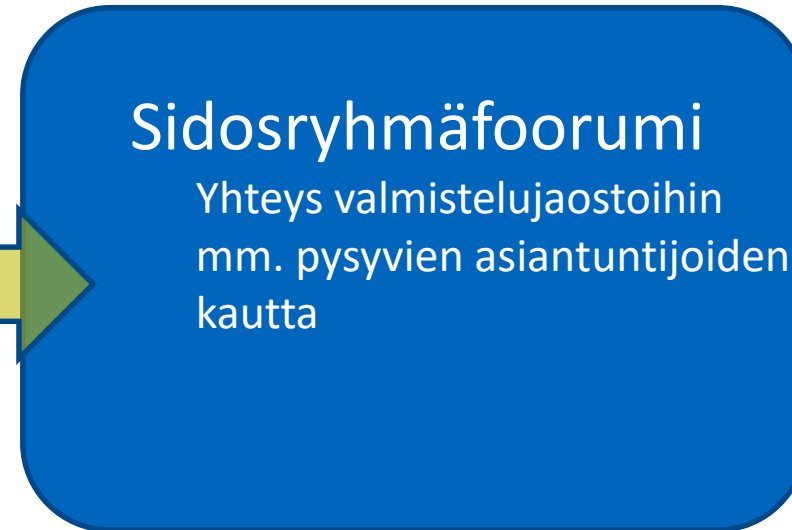 Sidosryhmäfoorumi
Yhteys valmistelujaostoihin
mm. pysyvien asiantuntijoiden
kautta